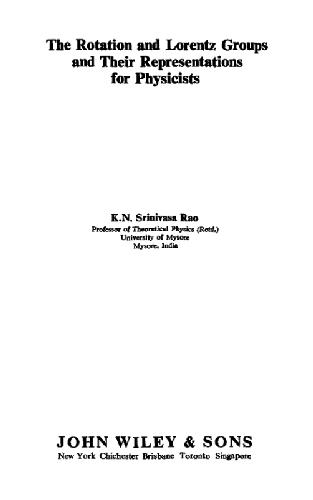 The Rotation and Lorentz Groups
and Their Representations
for Physicists
K.N. Srinivasa Rao
Professor of Theoretical Physics (Retd.)
University of Mysore
Mysore, India
JOHN WILEY & SONS
New York Chichester Brisbane Toronto Singapore